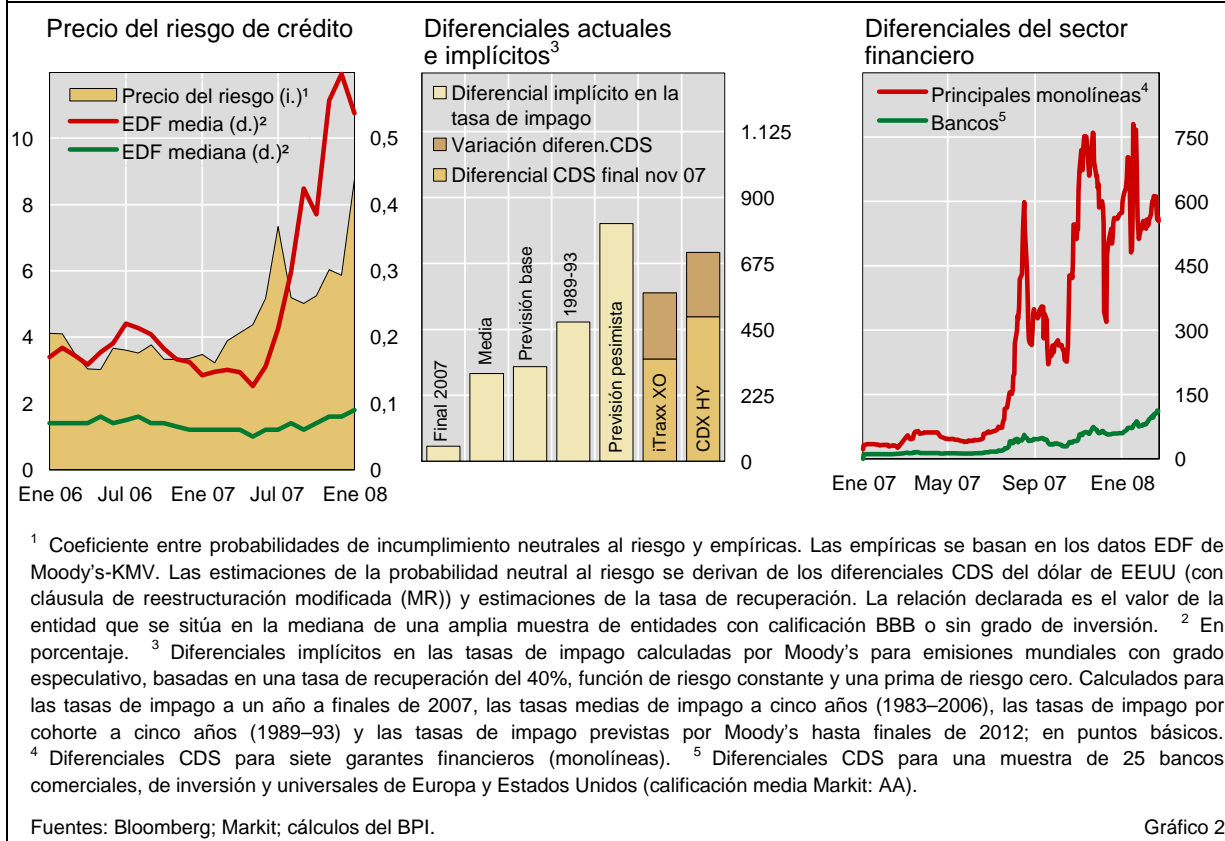 Precio del riesgo de crédito
Precio del riesgo (i.)¹
EDF media (d.)²
EDF mediana (d.)²
10
8
6
4
2
0
0,5
0,4
0,3
0,2
0,1
0
Ene 06 Jul 06 Ene 07 Jul 07 Ene 08
Diferenciales actuales
e implícitos³
Diferencial implícito en la
tasa de impago
Variación diferen.CDS
Diferencial CDS final nov 07
Final 2007
Media
Previsión base
1989-93
Previsión pesimista
iTraxx XO
CDX HY
1.125
900
675
450
225
0
Diferenciales del sector
financiero
Principales monolíneas⁴
Bancos⁵
750
600
450
300
150
0
Ene 07 May 07 Sep 07 Ene 08
¹ Coeficiente entre probabilidades de incumplimiento neutrales al riesgo y empíricas. Las empíricas se basan en los datos EDF de
Moody's-KMV. Las estimaciones de la probabilidad neutral al riesgo se derivan de los diferenciales CDS del dólar de EEUU (con
cláusula de reestructuración modificada (MR)) y estimaciones de la tasa de recuperación. La relación declarada es el valor de la
entidad que se sitúa en la mediana de una amplia muestra de entidades con calificación BBB o sin grado de inversión. ² En
porcentaje. ³ Diferenciales implícitos en las tasas de impago calculadas por Moody's para emisiones mundiales con grado
especulativo, basadas en una tasa de recuperación del 40%, función de riesgo constante y una prima de riesgo cero. Calculados para
las tasas de impago a un año a finales de 2007, las tasas medias de impago a cinco años (1983–2006), las tasas de impago por
cohorte a cinco años (1989–93) y las tasas de impago previstas por Moody's hasta finales de 2012; en puntos básicos.
⁴ Diferenciales CDS para siete garantes financieros (monolíneas). ⁵ Diferenciales CDS para una muestra de 25 bancos
comerciales, de inversión y universales de Europa y Estados Unidos (calificación media Markit: AA).
Fuentes: Bloomberg; Markit; cálculos del BPI. Gráfico 2